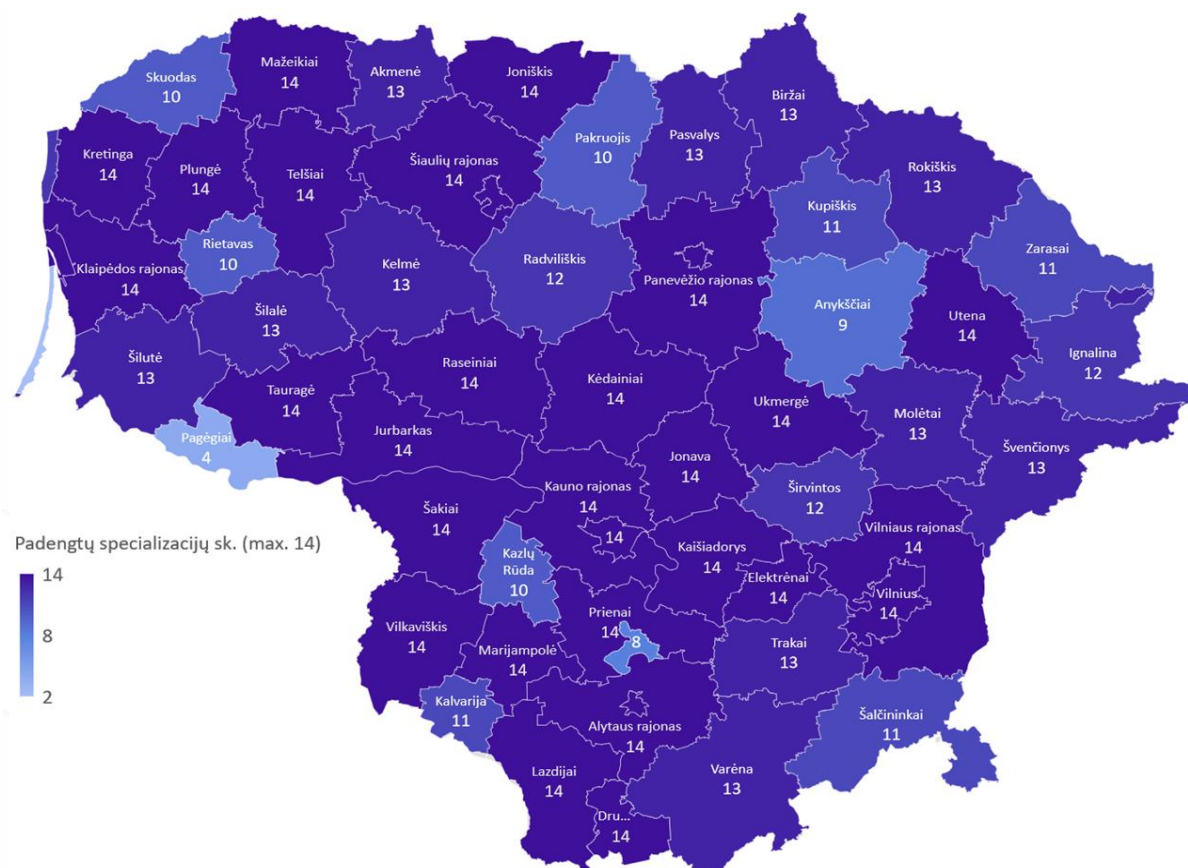 Skuodas
10
Mažeikiai
14
Akmenė
13
Joniškis
14
Pakruojis
10
Pasvalys
13
Biržai
13
Rokiškis
13
Kretinga
14
Plungė
14
Telšiai
14
Šiaulių rajonas
14
Kupiškis
11
Zarasai
11
Rietavas
10
Klaipėdos rajonas
14
Kelmė
13
Radviliškis
12
Panevėžio rajonas
14
Anykščiai
9
Utena
14
Ignalina
12
Šilalė
13
Šilutė
13
Tauragė
14
Raseiniai
14
Kėdainiai
14
Ukmergė
14
Molėtai
13
Švenčionys
13
Pagėgiai
4
Jurbarkas
14
Jonava
14
Širvintos
12
Kauno rajonas
14
14
Šakiai
14
Kaišiadorys
14
Vilniaus rajonas
14
Elektrėnai
14
Vilnius
14
Kazlų
Rūda
10
Prienai
14
8
Vilkaviškis
14
Marijampolė
14
Trakai
13
Kalvarija
11
Alytaus rajonas
14
Šalčininkai
11
Lazdijai
14
Varėna
13
Dru...
14
Padengtų specializacijų sk. (max. 14)
14
8
2